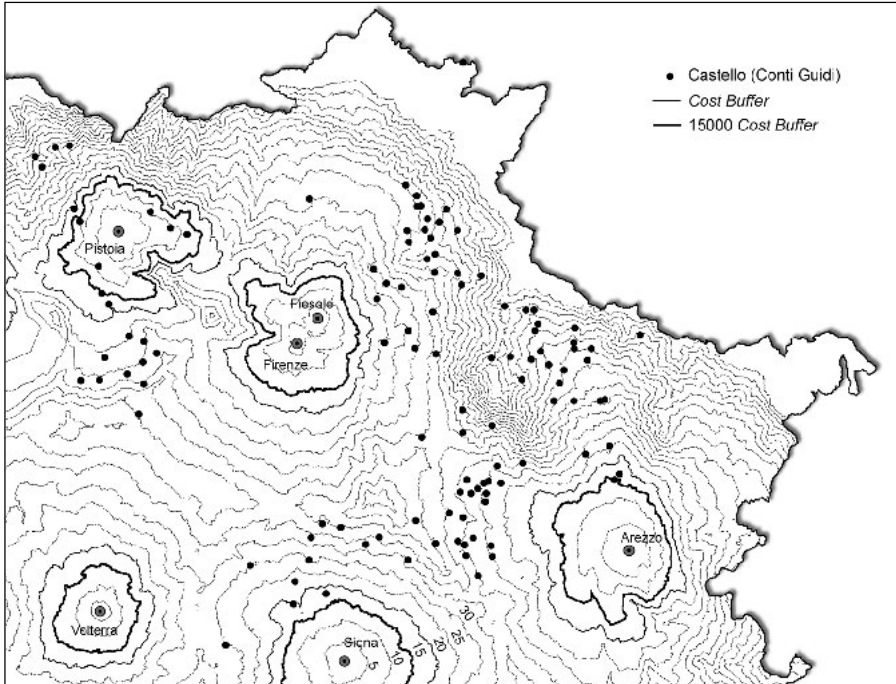 Castello (Conti Guidi)
Cost Buffer
15000 Cost Buffer
Pistoia
Fiesole
Firenze
Arezzo
Volterra
Siena
5
10
20
25
30